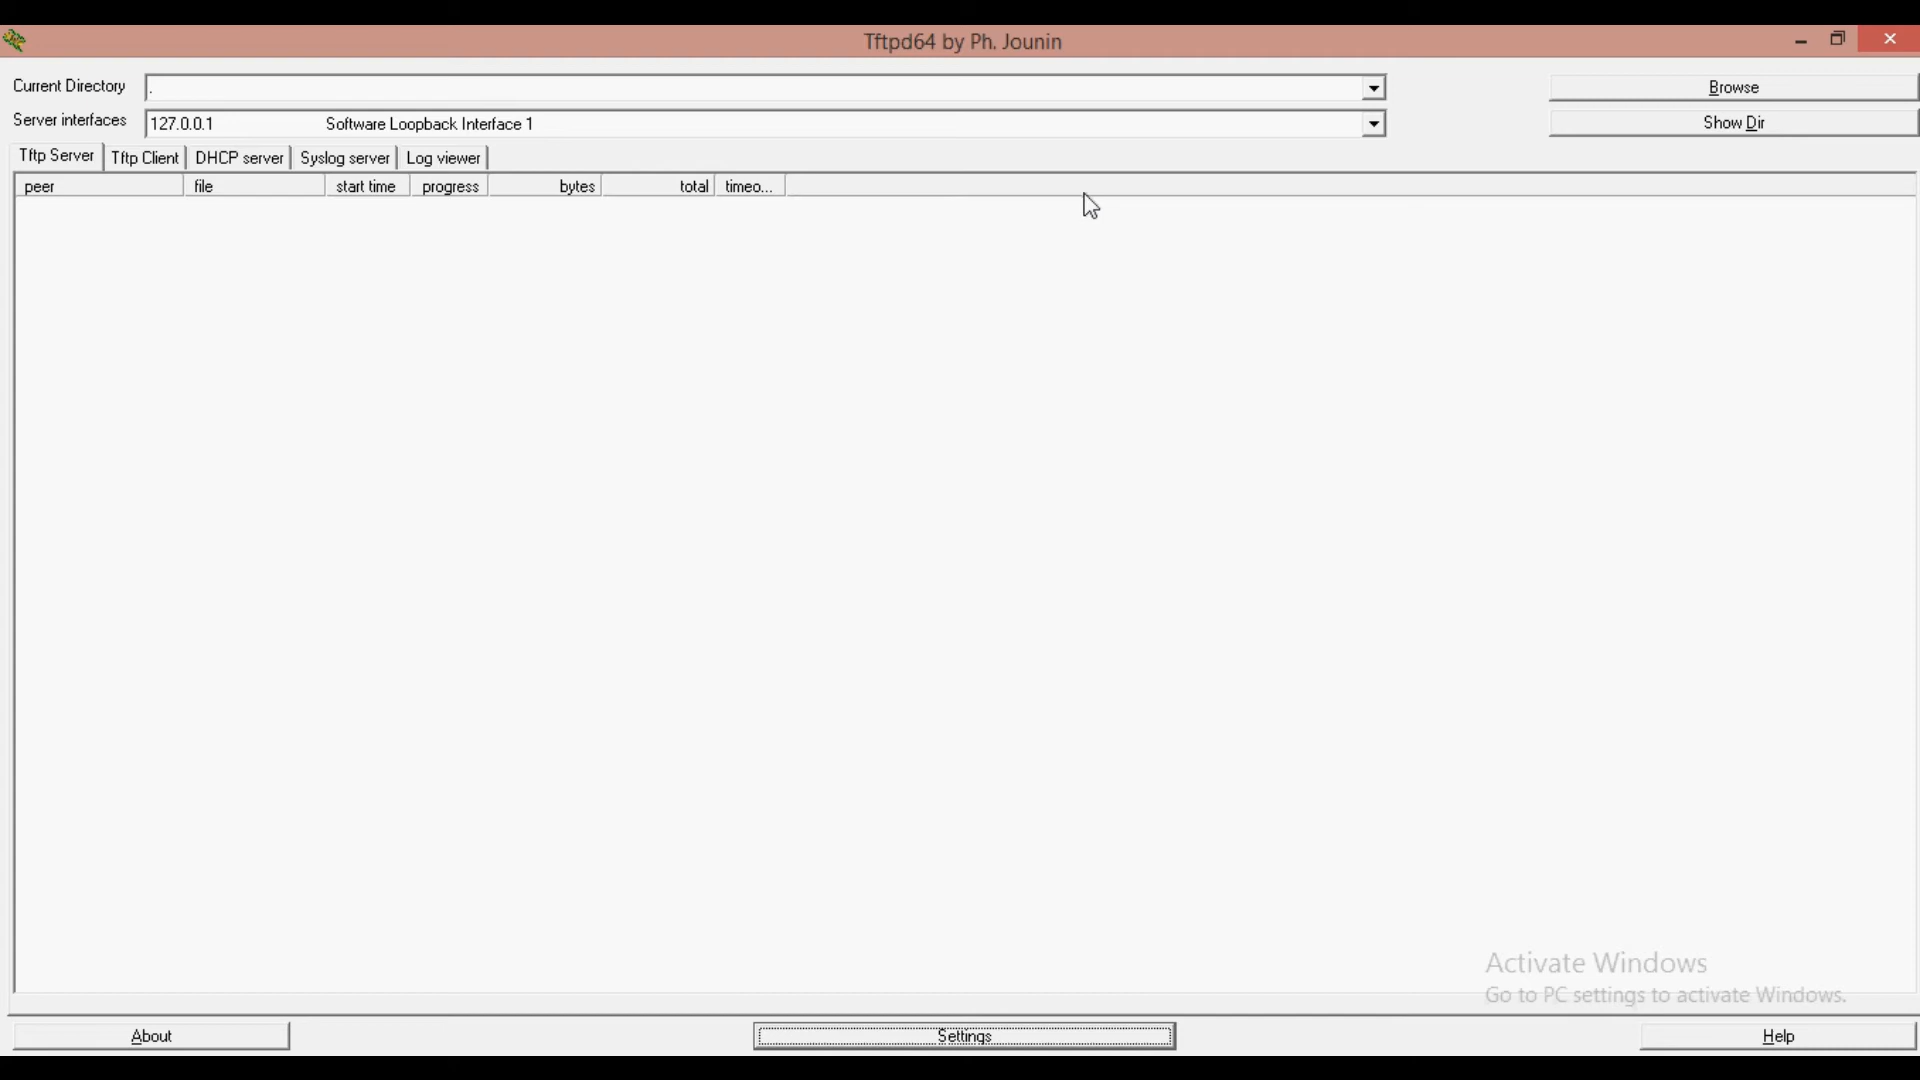 Tftpd64 by Ph. Jounin
Current Directory . Browse
Server interfaces 127.0.0.1 Software Loopback Interface 1 Show Dir
Tftp Server Tftp Client DHCP server Syslog server Log viewer
peer file start time progress bytes total timeo...
Activate Windows
Go to PC settings to activate Windows.
About Settings Help